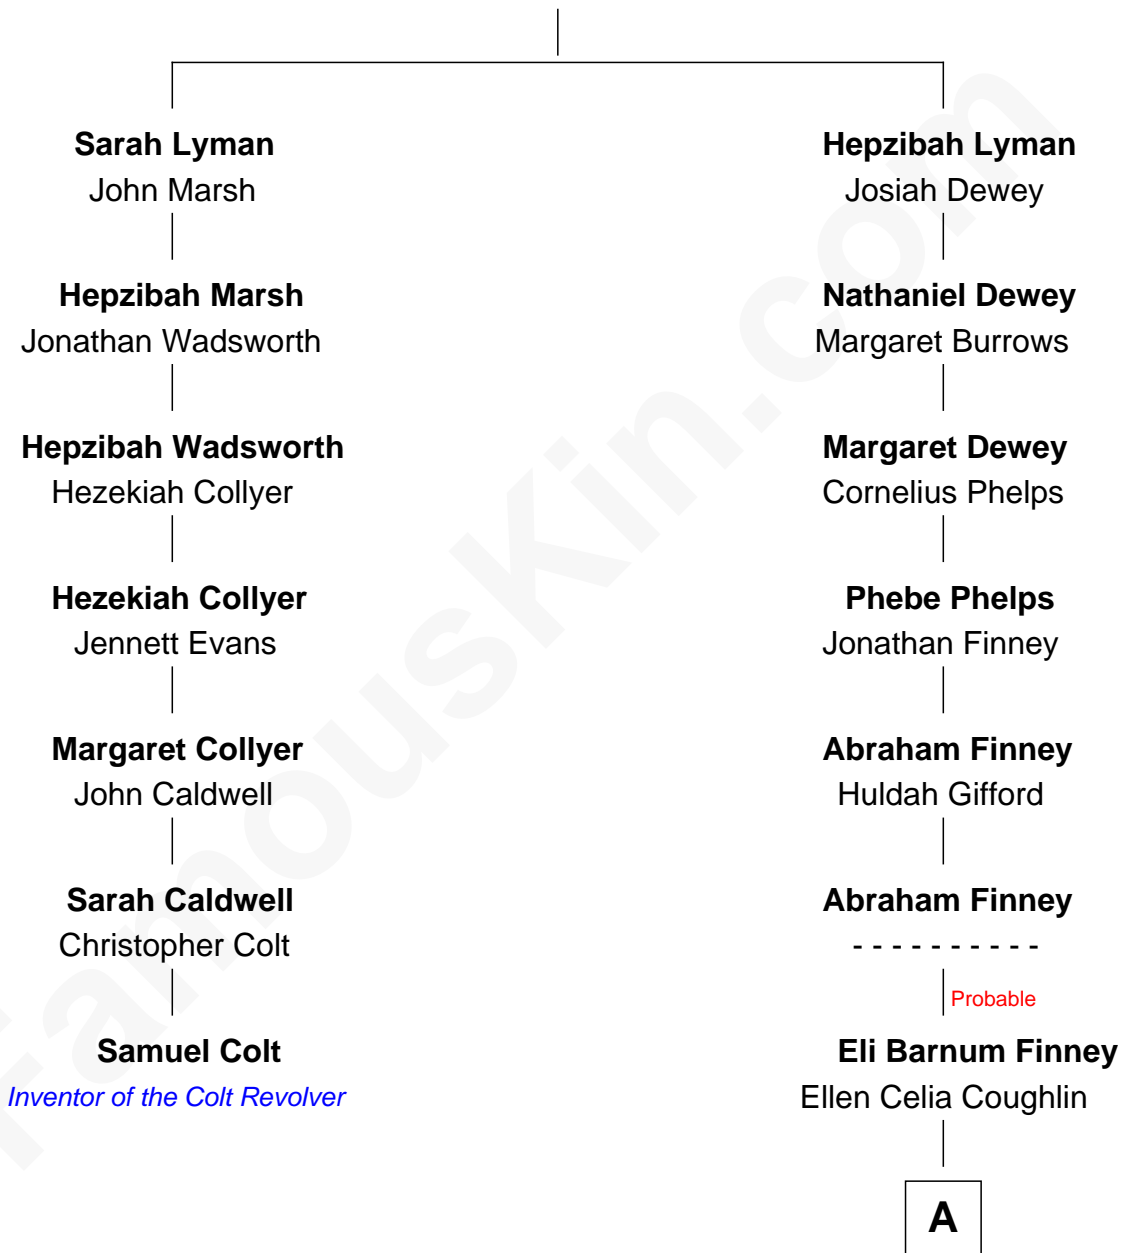 Sarah Lyman
John Marsh
Hepzibah Marsh
Jonathan Wadsworth
Hepzibah Wadsworth
Hezekiah Collyer
Hezekiah Collyer
Jennett Evans
Margaret Collyer
John Caldwell
Sarah Caldwell
Christopher Colt
Samuel Colt
Inventor of the Colt Revolver
Hepzibah Lyman
Josiah Dewey
Nathaniel Dewey
Margaret Burrows
Margaret Dewey
Cornelius Phelps
Phebe Phelps
Jonathan Finney
Abraham Finney
Huldah Gifford
Abraham Finney
- - - - - - - - - -
Probable
Eli Barnum Finney
Ellen Celia Coughlin
A
FamousKin.com